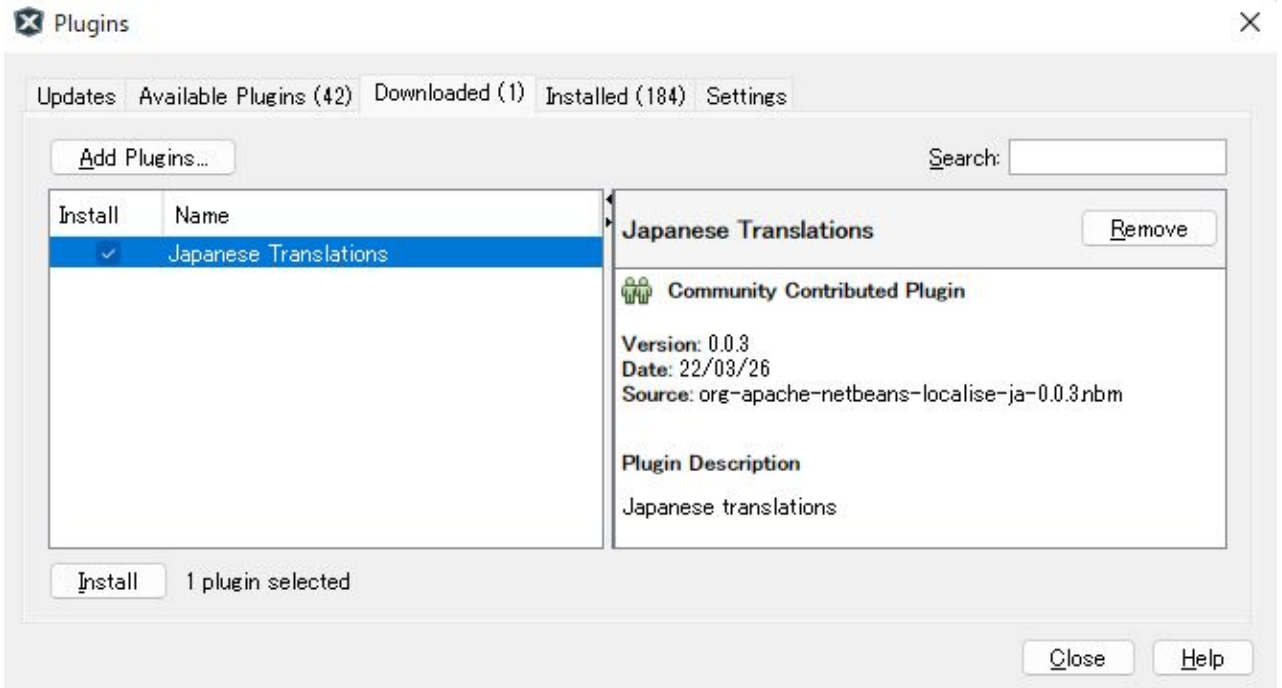 Plugins
Updates Available Plugins (42) Downloaded (1) Installed (184) Settings
Add Plugins... Search:
Install Name
Japanese Translations
Japanese Translations Remove
Community Contributed Plugin
Version: 0.0.3
Date: 22/03/26
Source: org-apache-netbeans-localise-ja-0.0.3.nbm
Plugin Description
Japanese translations
Install 1 plugin selected
Close Help